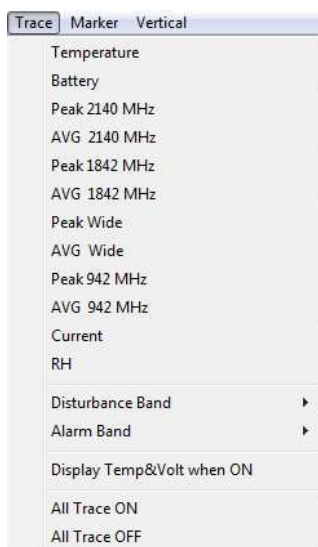 Trace Marker Vertical
Temperature
Battery
Peak 2140 MHz
AVG 2140 MHz
Peak 1842 MHz
AVG 1842 MHz
Peak Wide
AVG Wide
Peak 942 MHz
AVG 942 MHz
Current
RH
Disturbance Band
Alarm Band
Display Temp&Volt when ON
All Trace ON
All Trace OFF